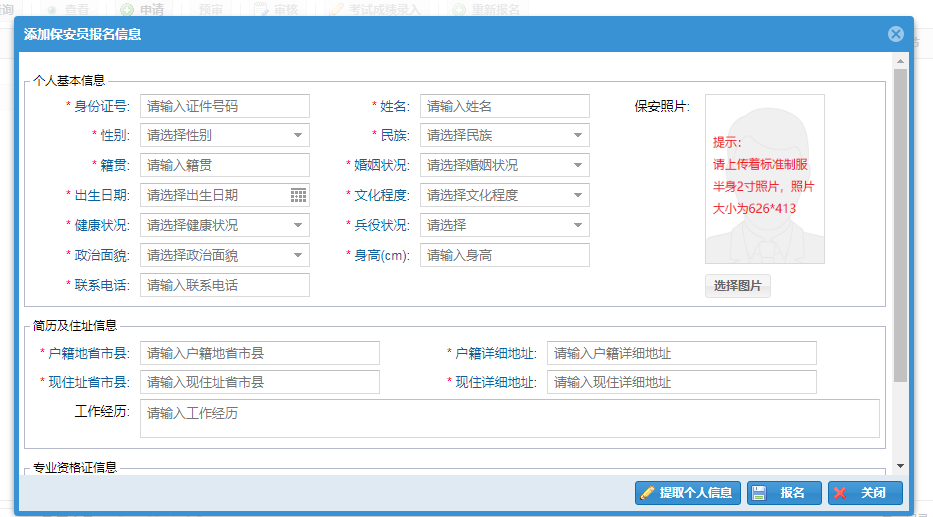 查看 申请 预审 审核 考试成绩录入 重新报名
添加保安员报名信息
个人基本信息
* 身份证号: 请输入证件号码 * 姓名: 请输入姓名 保安照片:
* 性别: 请选择性别 * 民族: 请选择民族
提示:
* 籍贯: 请输入籍贯 * 婚姻状况: 请选择婚姻状况 请上传着标准制服
半身2寸照片，照片
* 出生日期: 请选择出生日期 * 文化程度: 请选择文化程度
大小为626*413
* 健康状况: 请选择健康状况 * 兵役状况: 请选择
* 政治面貌: 请选择政治面貌 * 身高(cm): 请输入身高
* 联系电话: 请输入联系电话 选择图片
简历及住址信息
* 户籍地省市县: 请输入户籍地省市县 * 户籍详细地址: 请输入户籍详细地址
* 现住址省市县: 请输入现住址省市县 * 现住详细地址: 请输入现住详细地址
工作经历: 请输入工作经历
专业资格证信息
提取个人信息 报名 关闭